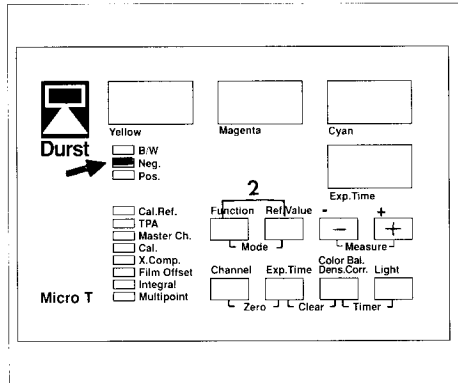 Durst
Yellow
Magenta
Cyan
B/W
Neg.
Pos.
Exp.Time
2
Cal.Ref.
TPA
Master Ch.
Cal.
X.Comp.
Film Offset
Integral
Multipoint
Function Ref.Value - +
Mode Measure
Channel Exp.Time Color Bal. Dens.Corr. Light
Zero Clear Timer
Micro T